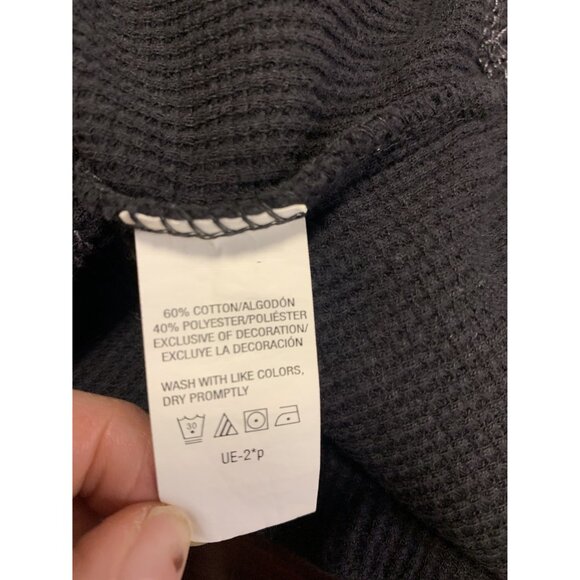 60% COTTON/ALGODÓN
40% POLYESTER/POLIÉSTER
EXCLUSIVE OF DECORATION/
EXCLUYE LA DECORACIÓN
WASH WITH LIKE COLORS,
DRY PROMPTLY
30
UE-2*p